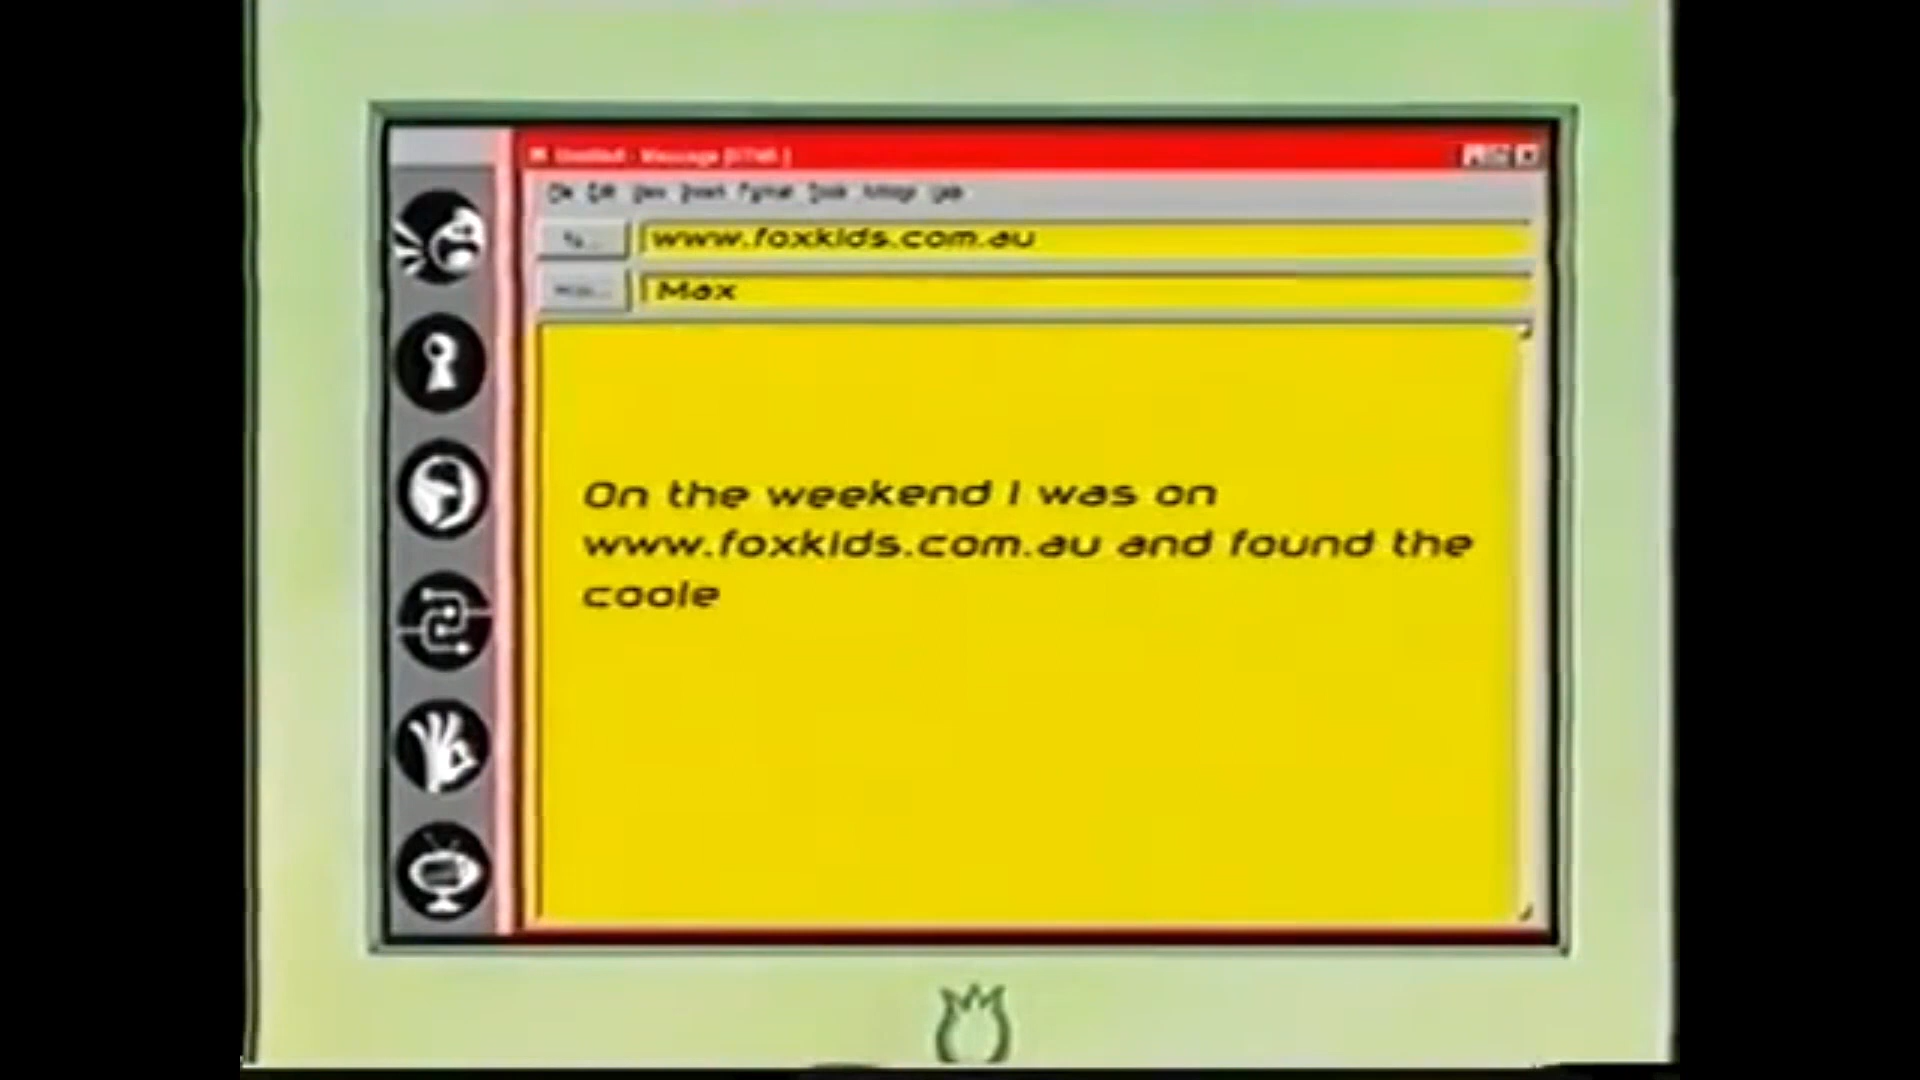 www.foxkids.com.au
Max
On the weekend I was on
www.foxkids.com.au and found the
coole